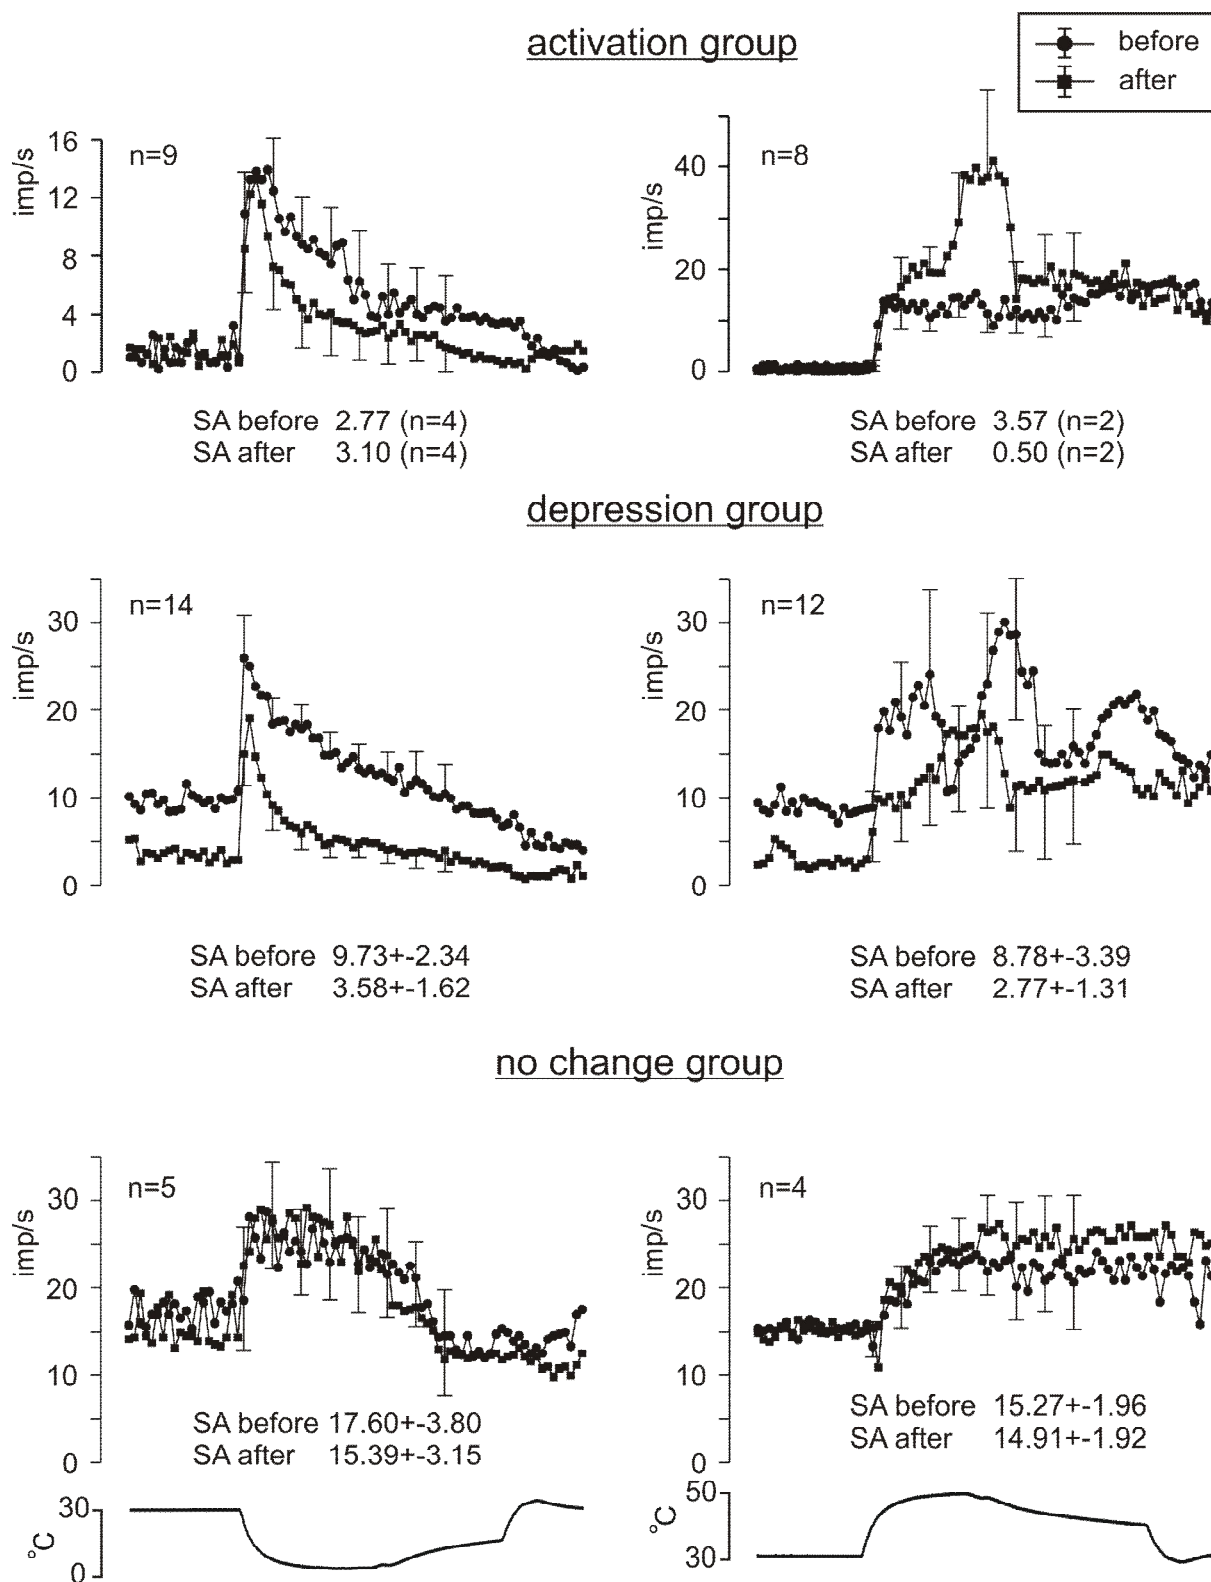 activation group
before
after
16
12
8
4
0
imp/s
n=9
40
20
0
imp/s
n=8
SA before 2.77 (n=4)
SA after 3.10 (n=4)
SA before 3.57 (n=2)
SA after 0.50 (n=2)
depression group
30
20
10
0
imp/s
n=14
30
20
10
0
imp/s
n=12
SA before 9.73+-2.34
SA after 3.58+-1.62
SA before 8.78+-3.39
SA after 2.77+-1.31
no change group
30
20
10
0
imp/s
n=5
30
20
10
0
imp/s
n=4
SA before 17.60+-3.80
SA after 15.39+-3.15
SA before 15.27+-1.96
SA after 14.91+-1.92
30
0
°C
50
30
°C